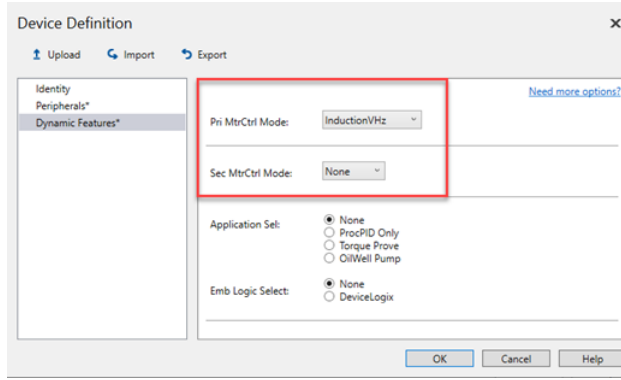 Device Definition
Upload Import Export
Identity
Peripherals*
Dynamic Features*
Need more options?
Pri MtrCtrl Mode: InductionVHz
Sec MtrCtrl Mode: None
Application Sel: None
ProcPID Only
Torque Prove
OilWell Pump
Emb Logic Select: None
DeviceLogix
OK Cancel Help